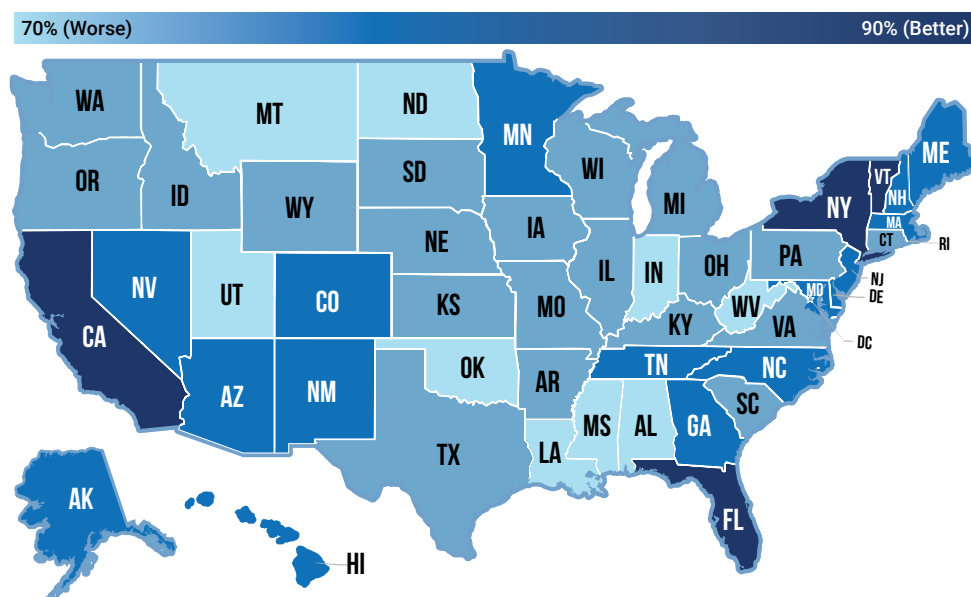 70% (Worse) 90% (Better)
WA
MT
ND
MN
ME
VT
NH
OR
ID
SD
WI
MI
NY
MA
WY
CT
RI
IA
NE
PA
NV
UT
CO
IL
IN
OH
NJ
MD
DE
KS
MO
WV
CA
KY
VA
DC
OK
TN
NC
AZ
NM
AR
SC
MS
AL
GA
TX
LA
AK
FL
HI